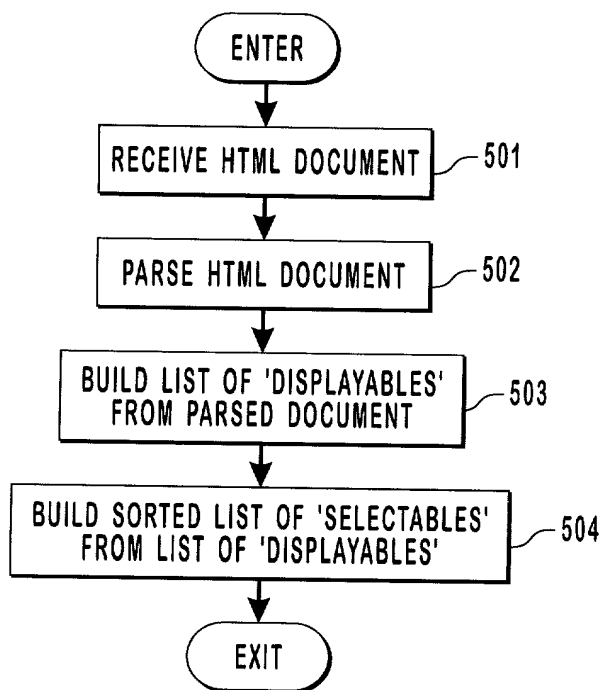 ENTER
RECEIVE HTML DOCUMENT
501
PARSE HTML DOCUMENT
502
BUILD LIST OF 'DISPLAYABLES'
FROM PARSED DOCUMENT
503
BUILD SORTED LIST OF 'SELECTABLES'
FROM LIST OF 'DISPLAYABLES'
504
EXIT